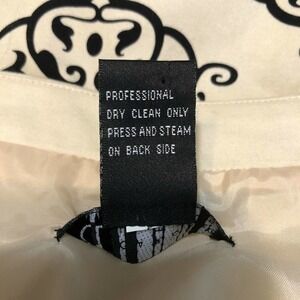 PROFESSIONAL
DRY CLEAN ONLY
PRESS AND STEAM
ON BACK SIDE